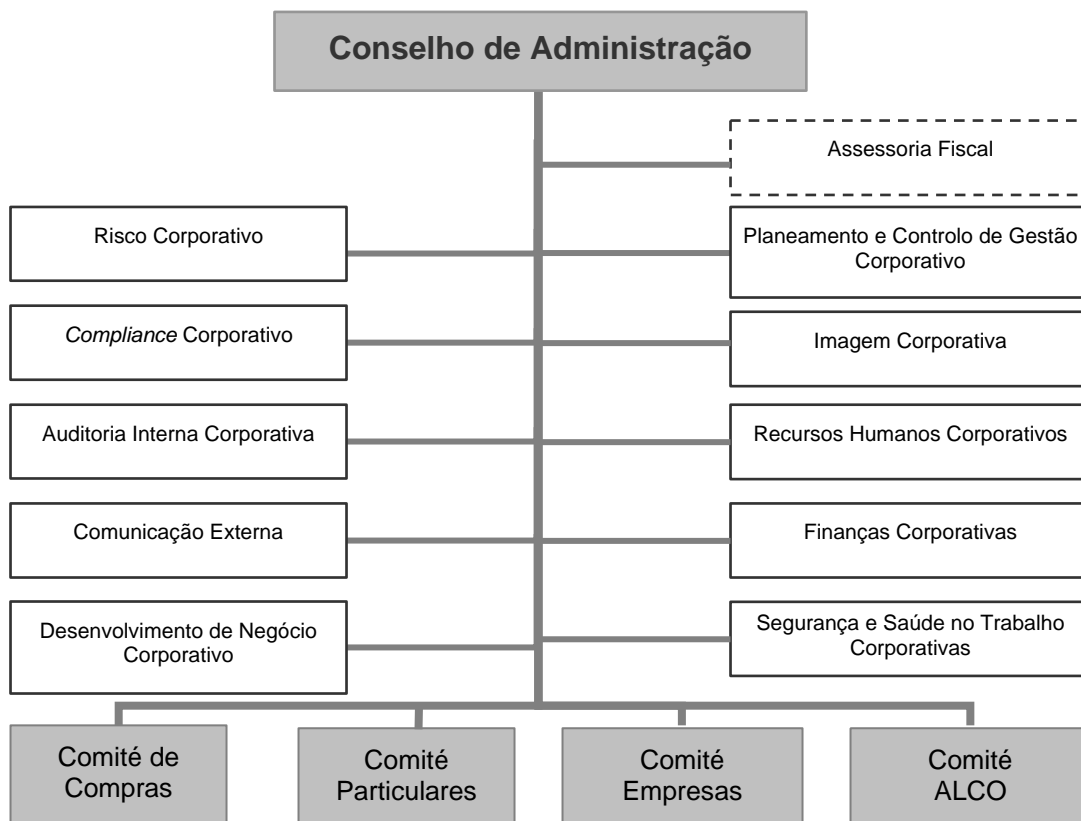 Conselho de Administração
Assessoria Fiscal
Risco Corporativo
Planeamento e Controlo de Gestão
Corporativo
Compliance Corporativo
Imagem Corporativa
Auditoria Interna Corporativa
Recursos Humanos Corporativos
Comunicação Externa
Finanças Corporativas
Desenvolvimento de Negócio
Corporativo
Segurança e Saúde no Trabalho
Corporativas
Comité de
Compras
Comité
Particulares
Comité
Empresas
Comité
ALCO